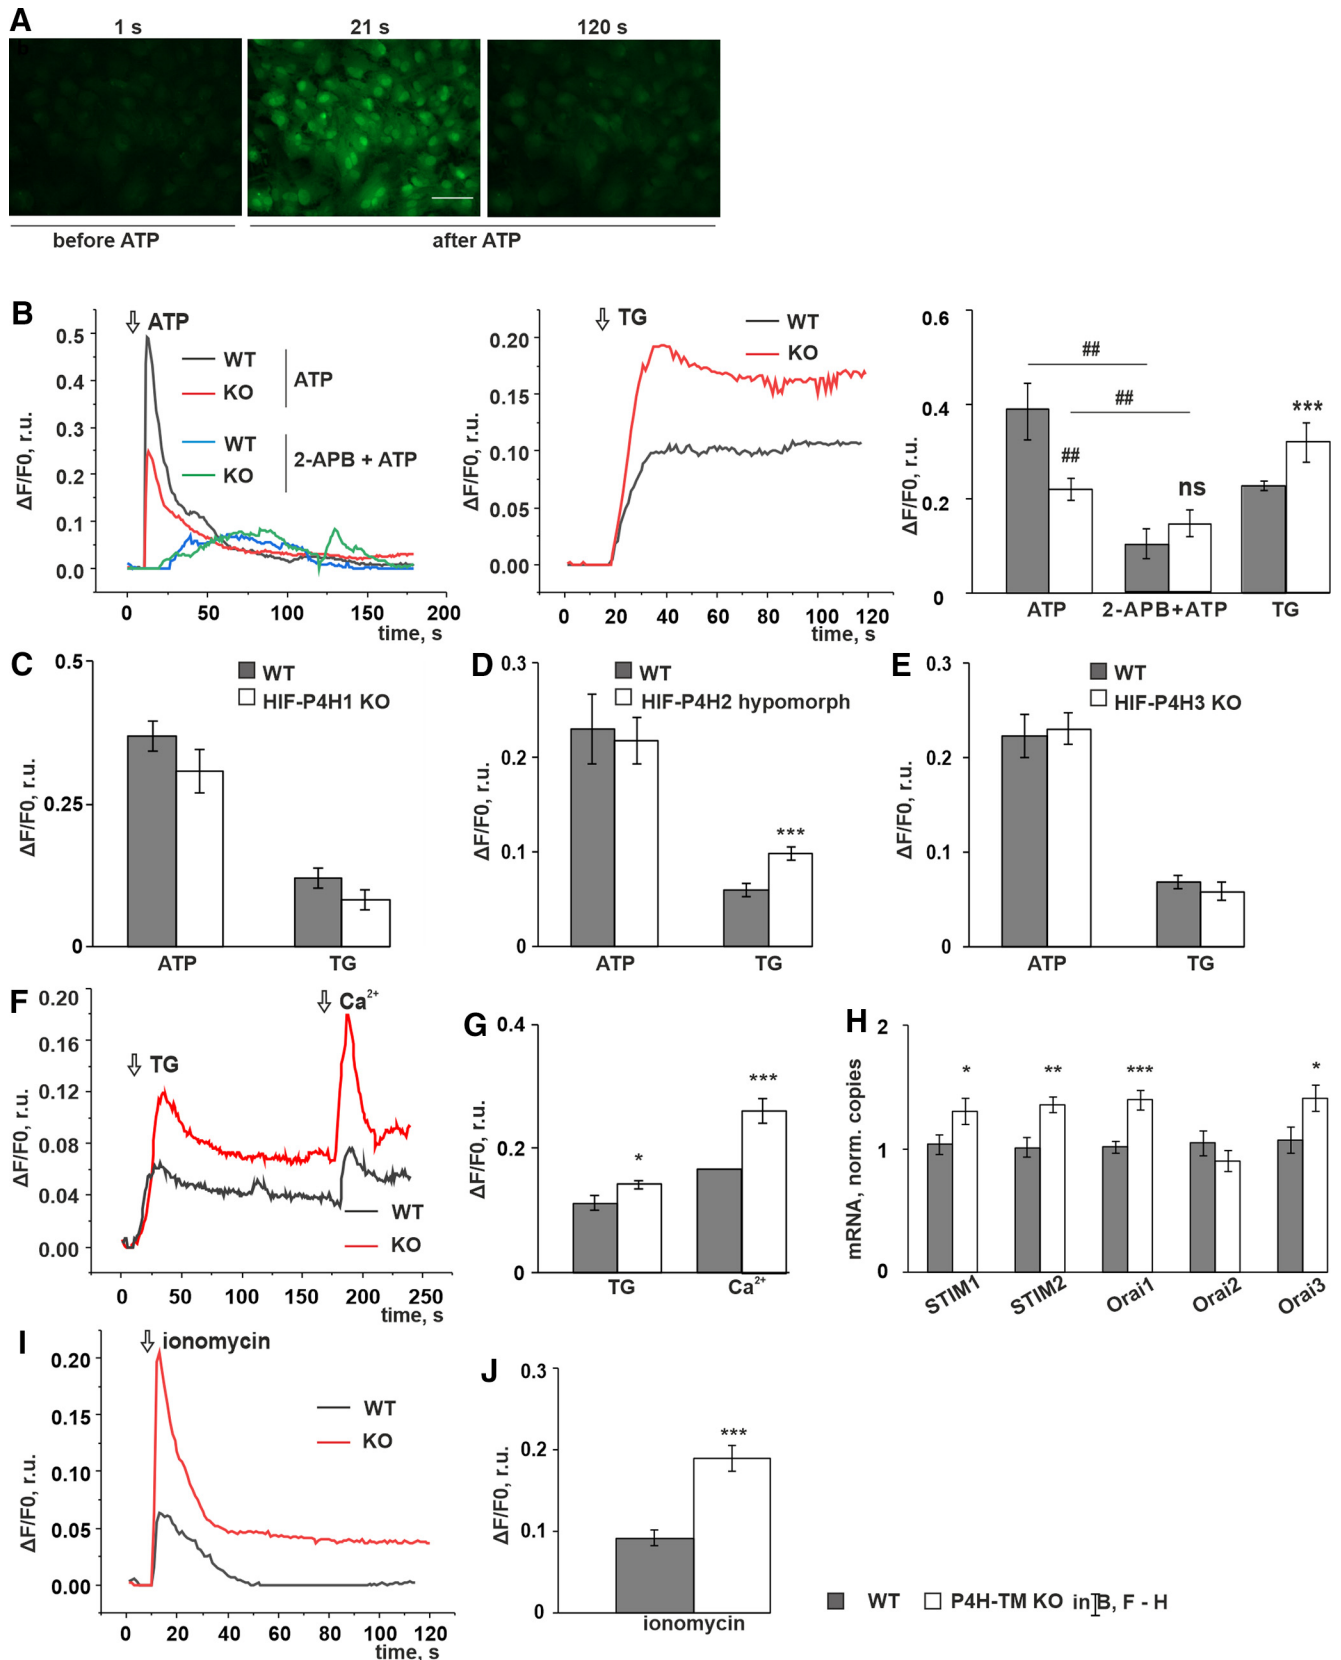 A
1 s 21 s 120 s
b
before ATP after ATP
B
ATP
WT
KO
ATP
WT
KO
2-APB + ATP
ΔF/F0, r.u.
0.5
0.4
0.3
0.2
0.1
0.0
0 50 100 150 200
time, s
TG
WT
KO
ΔF/F0, r.u.
0.20
0.15
0.10
0.05
0.00
0 20 40 60 80 100 120
time, s
ΔF/F0, r.u.
0.6
0.4
0.2
0
##
##
##
ns
***
ATP 2-APB+ATP TG
C
WT
HIF-P4H1 KO
ΔF/F0, r.u.
0.5
0.25
0
ATP TG
D
WT
HIF-P4H2 hypomorph
ΔF/F0, r.u.
0.3
0.2
0.1
0
***
ATP TG
E
WT
HIF-P4H3 KO
ΔF/F0, r.u.
0.3
0.2
0.1
0
ATP TG
F
TG
Ca²⁺
WT
KO
ΔF/F0, r.u.
0.20
0.16
0.12
0.08
0.04
0.00
0 50 100 150 200 250
time, s
G
ΔF/F0, r.u.
0.4
0.2
0
*
***
TG Ca²⁺
H
mRNA, norm. copies
2
1
0
* ** *** *
STIM1 STIM2 Orai1 Orai2 Orai3
I
ionomycin
WT
KO
ΔF/F0, r.u.
0.20
0.15
0.10
0.05
0.00
0 20 40 60 80 100 120
time, s
J
ΔF/F0, r.u.
0.3
0.2
0.1
0
***
ionomycin
WT P4H-TM KO in B, F - H